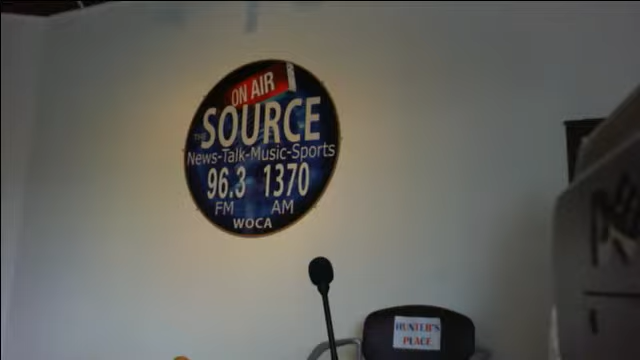 ON AIR
THE SOURCE
News-Talk-Music-Sports
96.3 1370
FM AM
WOCA
HUNTER'S
PLACE